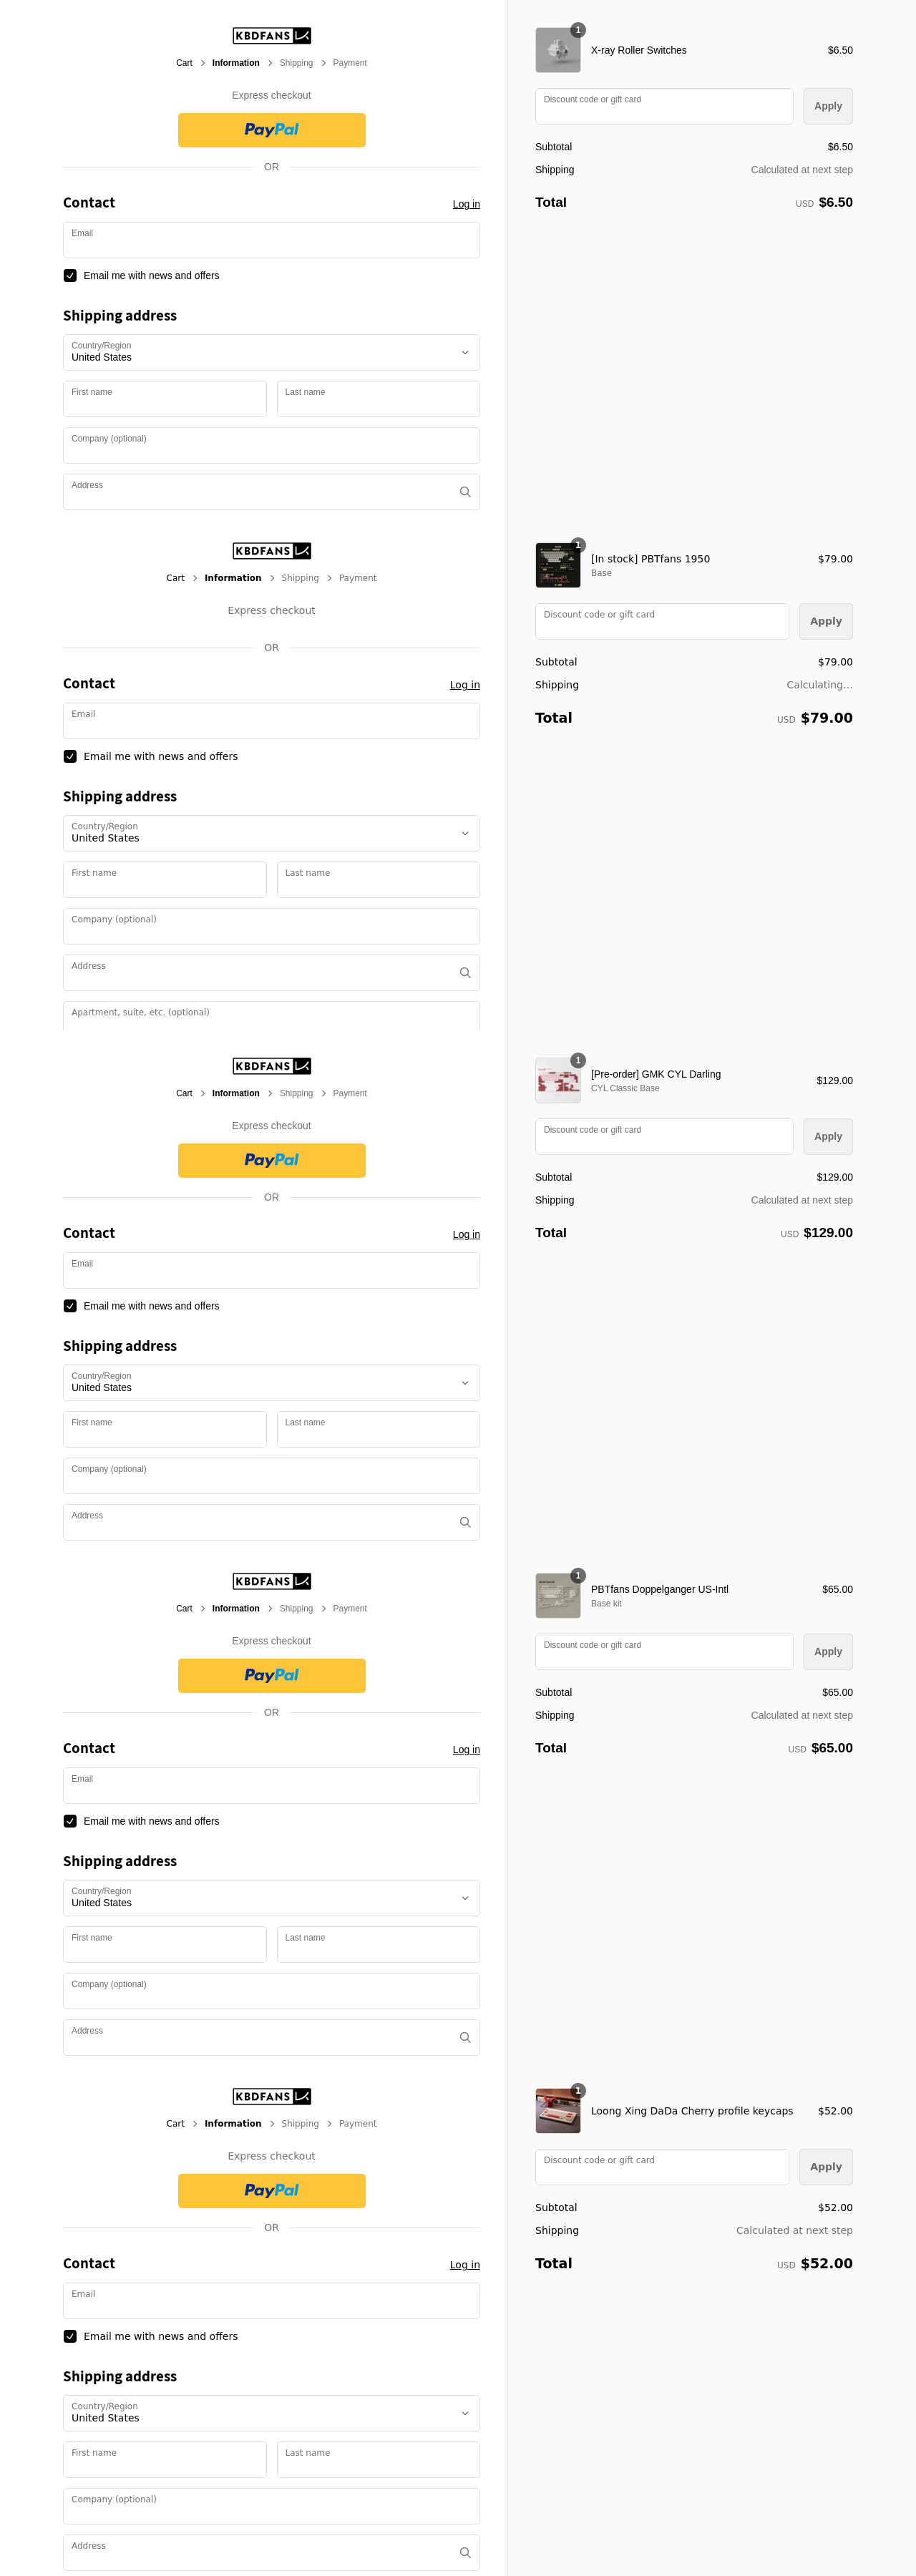 KBDFANS
Cart > Information > Shipping > Payment
Express checkout
PayPal
OR
Contact
Log in
Email
Email me with news and offers
Shipping address
Country/Region
United States
First name
Last name
Company (optional)
Address
1
X-ray Roller Switches
$6.50
Discount code or gift card
Apply
Subtotal
$6.50
Shipping
Calculated at next step
Total
USD $6.50
KBDFANS
Cart > Information > Shipping > Payment
Express checkout
OR
Contact
Log in
Email
Email me with news and offers
Shipping address
Country/Region
United States
First name
Last name
Company (optional)
Address
Apartment, suite, etc. (optional)
1
[In stock] PBTfans 1950
Base
$79.00
Discount code or gift card
Apply
Subtotal
$79.00
Shipping
Calculating...
Total
USD $79.00
KBDFANS
Cart > Information > Shipping > Payment
Express checkout
PayPal
OR
Contact
Log in
Email
Email me with news and offers
Shipping address
Country/Region
United States
First name
Last name
Company (optional)
Address
1
[Pre-order] GMK CYL Darling
CYL Classic Base
$129.00
Discount code or gift card
Apply
Subtotal
$129.00
Shipping
Calculated at next step
Total
USD $129.00
KBDFANS
Cart > Information > Shipping > Payment
Express checkout
PayPal
OR
Contact
Log in
Email
Email me with news and offers
Shipping address
Country/Region
United States
First name
Last name
Company (optional)
Address
1
PBTfans Doppelganger US-Intl
Base kit
$65.00
Discount code or gift card
Apply
Subtotal
$65.00
Shipping
Calculated at next step
Total
USD $65.00
KBDFANS
Cart > Information > Shipping > Payment
Express checkout
PayPal
OR
Contact
Log in
Email
Email me with news and offers
Shipping address
Country/Region
United States
First name
Last name
Company (optional)
Address
1
Loong Xing DaDa Cherry profile keycaps
$52.00
Discount code or gift card
Apply
Subtotal
$52.00
Shipping
Calculated at next step
Total
USD $52.00